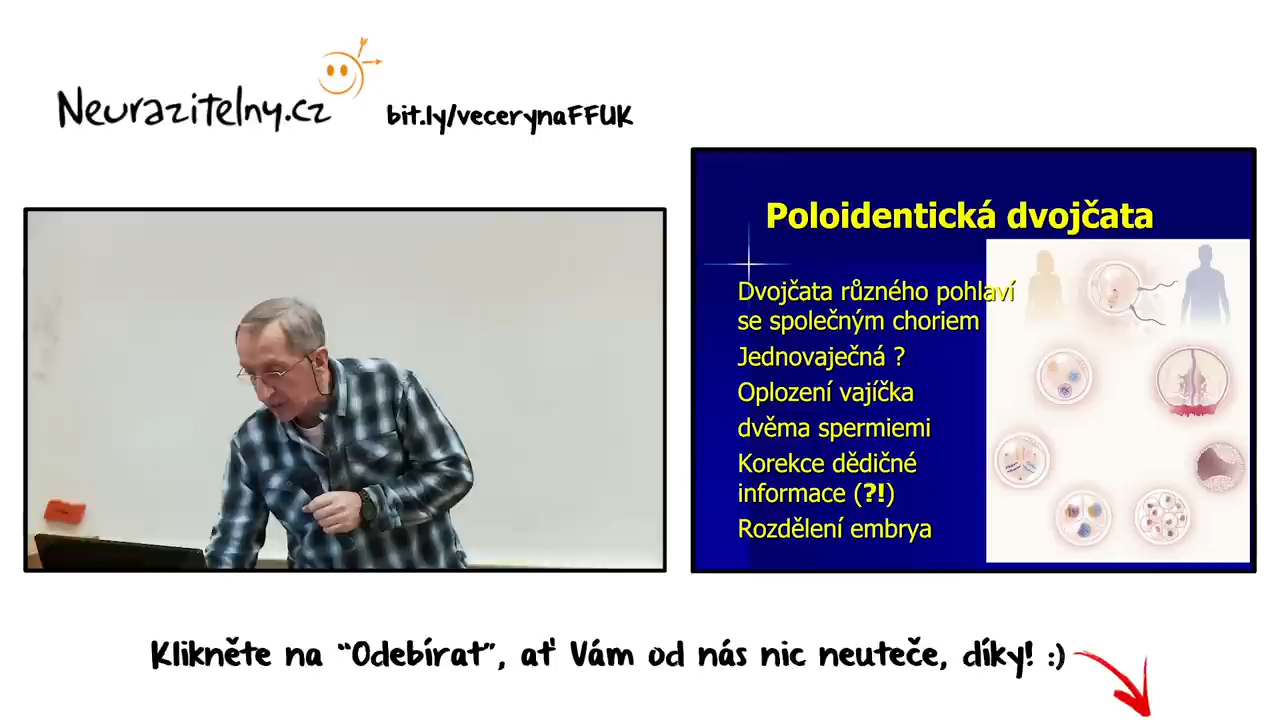 Neurazitelny.cz
bit.ly/vecerynaFFUK
Poloidentická dvojčata
Dvojčata různého pohlaví
se společným choriem
Jednovaječná ?
Oplození vajíčka
dvěma spermiemi
Korekce dědičné
informace (?!)
Rozdělení embrya
Klikněte na “Odebírat”, ať Vám od nás nic neuteče, díky! :)